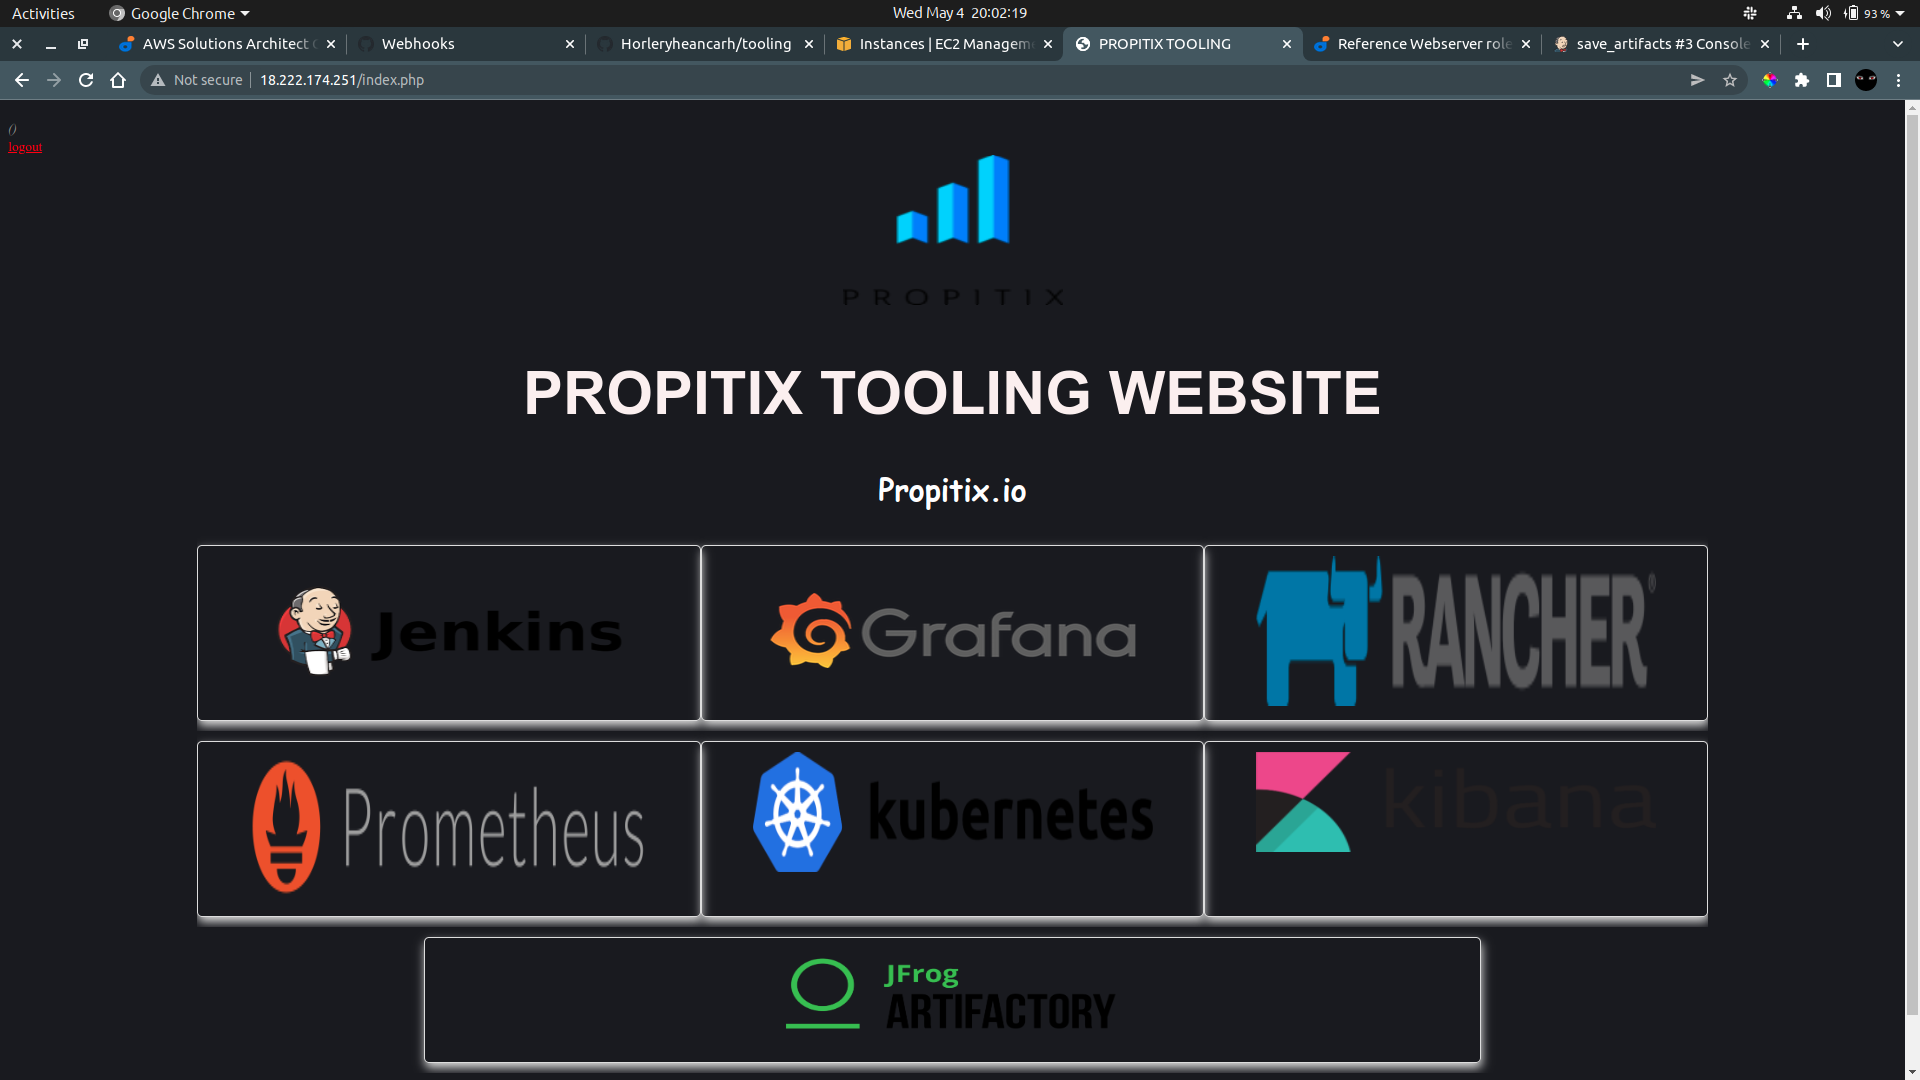 Activities Google Chrome Wed May 4 20:02:19 93 %
AWS Solutions Architect Webhooks Horleryheancarh/tooling Instances | EC2 Managem PROPITIX TOOLING Reference Webserver role save_artifacts #3 Console
Not secure 18.222.174.251/index.php
()
logout
PROPITIX
PROPITIX TOOLING WEBSITE
Propitix.io
Jenkins Grafana RANCHER®
Prometheus kubernetes kibana
JFrog
ARTIFACTORY